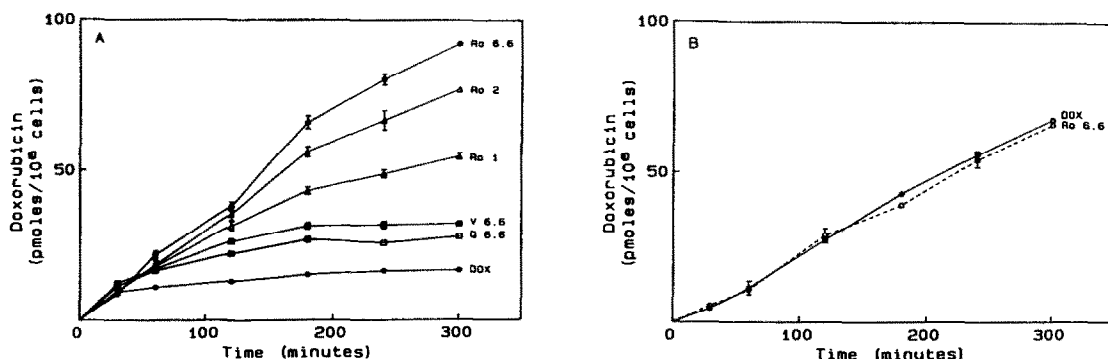 A
100
50
Doxorubicin
(pmoles/10⁶ cells)
Ro 6.6
Ro 2
Ro 1
V 6.6
Q 6.6
DOX
0 100 200 300
Time (minutes)
B
100
50
Doxorubicin
(pmoles/10⁶ cells)
DOX
Ro 6.6
0 100 200 300
Time (minutes)